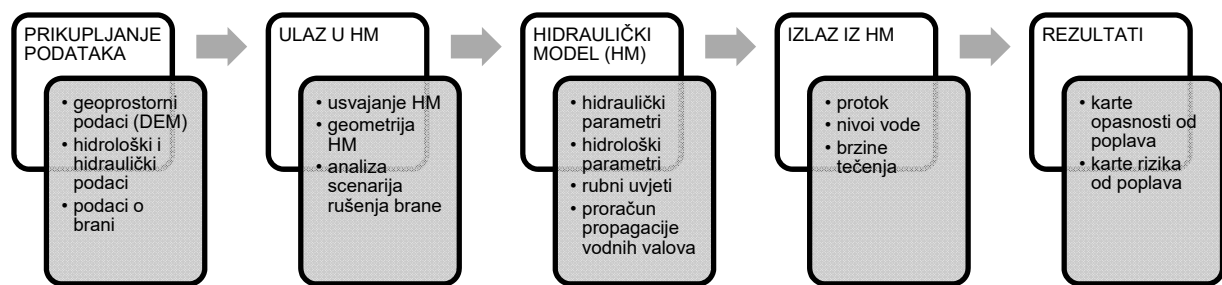 PRIKUPLJANJE
PODATAKA
• geoprostorni
podaci (DEM)
• hidrološki i
hidraulički
podaci
• podaci o
brani
ULAZ U HM
• usvajanje HM
• geometrija
HM
• analiza
scenarija
rušenja brane
HIDRAULIČKI
MODEL (HM)
• hidraulički
parametri
• hidrološki
parametri
• rubni uvjeti
• proračun
propagacije
vodnih valova
IZLAZ IZ HM
• protok
• nivoi vode
• brzine
tečenja
REZULTATI
• karte
opasnosti od
poplava
• karte rizika
od poplava